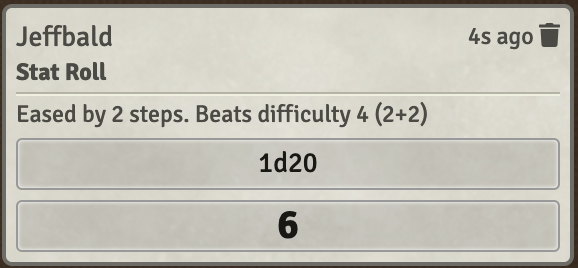 Jeffbald 4s ago
Stat Roll
Eased by 2 steps. Beats difficulty 4 (2+2)
1d20
6